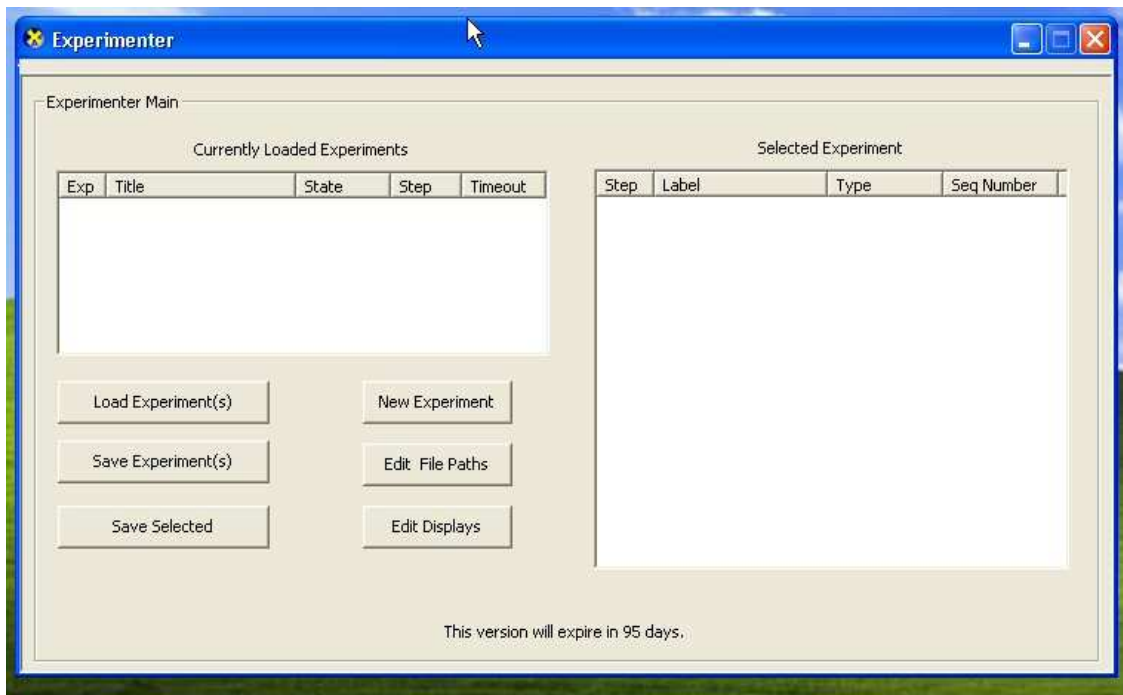 Experimenter
Experimenter Main
Currently Loaded Experiments
Exp Title State Step Timeout
Load Experiment(s)
New Experiment
Save Experiment(s)
Edit File Paths
Save Selected
Edit Displays
Selected Experiment
Step Label Type Seq Number
This version will expire in 95 days.